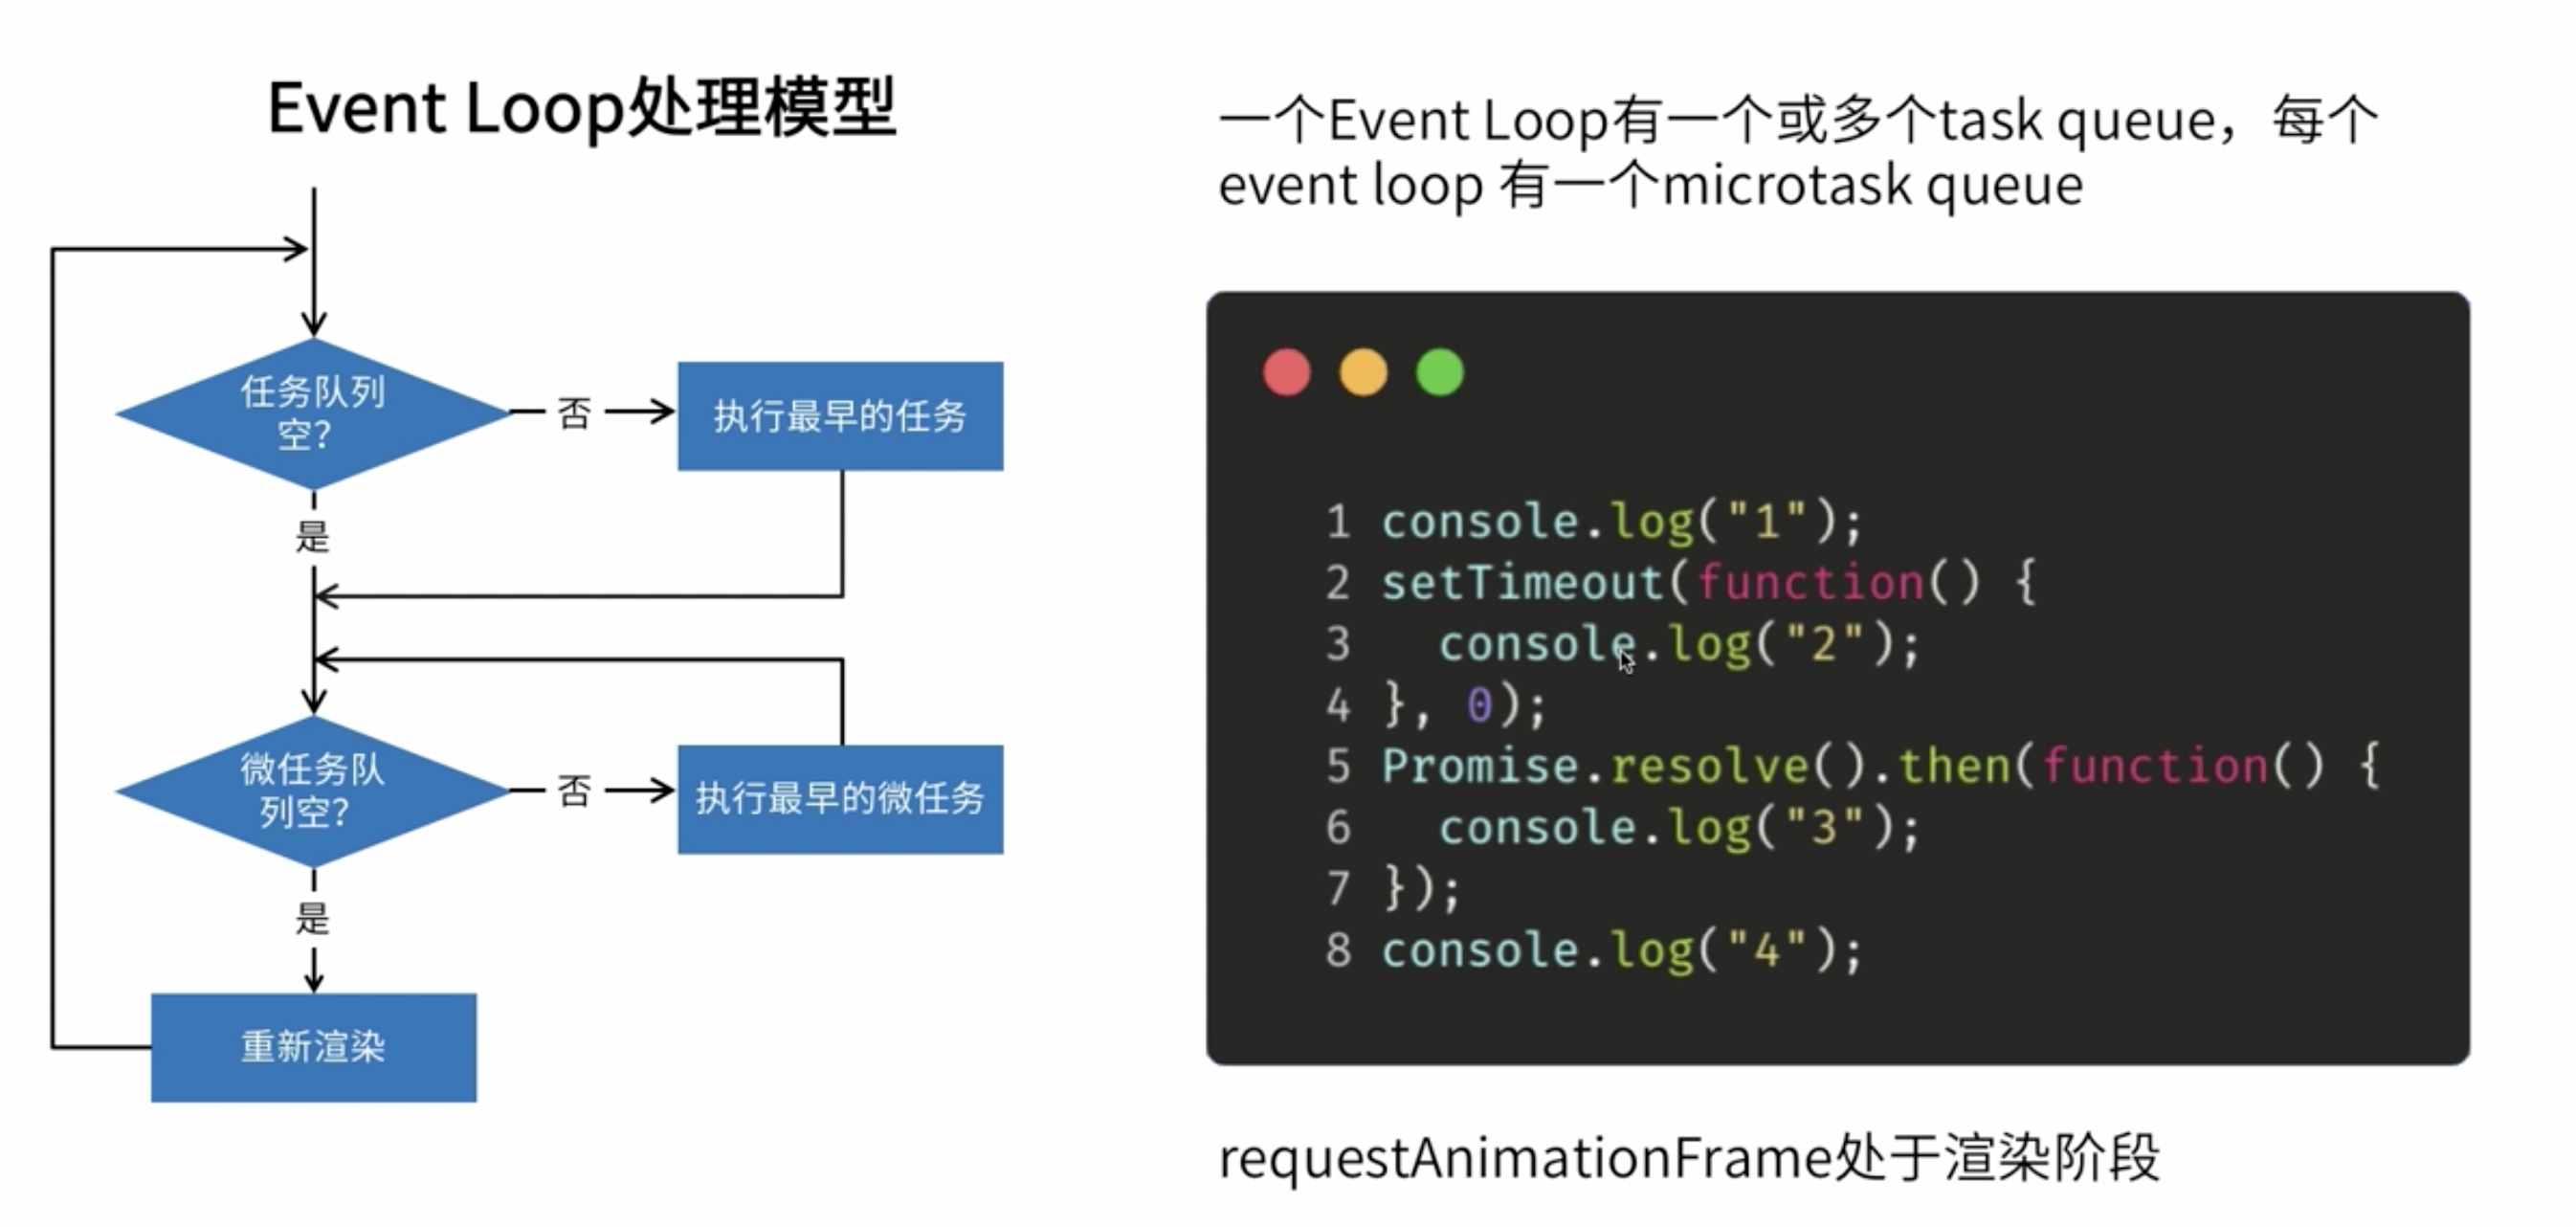 Event Loop处理模型
任务队列
空？
否
执行最早的任务
是
微任务队
列空？
否
执行最早的微任务
是
重新渲染
一个Event Loop有一个或多个task queue，每个
event loop 有一个microtask queue
1 console.log("1");
2 setTimeout(function() {
3   console.log("2");
4 }, 0);
5 Promise.resolve().then(function() {
6   console.log("3");
7 });
8 console.log("4");
requestAnimationFrame处于渲染阶段